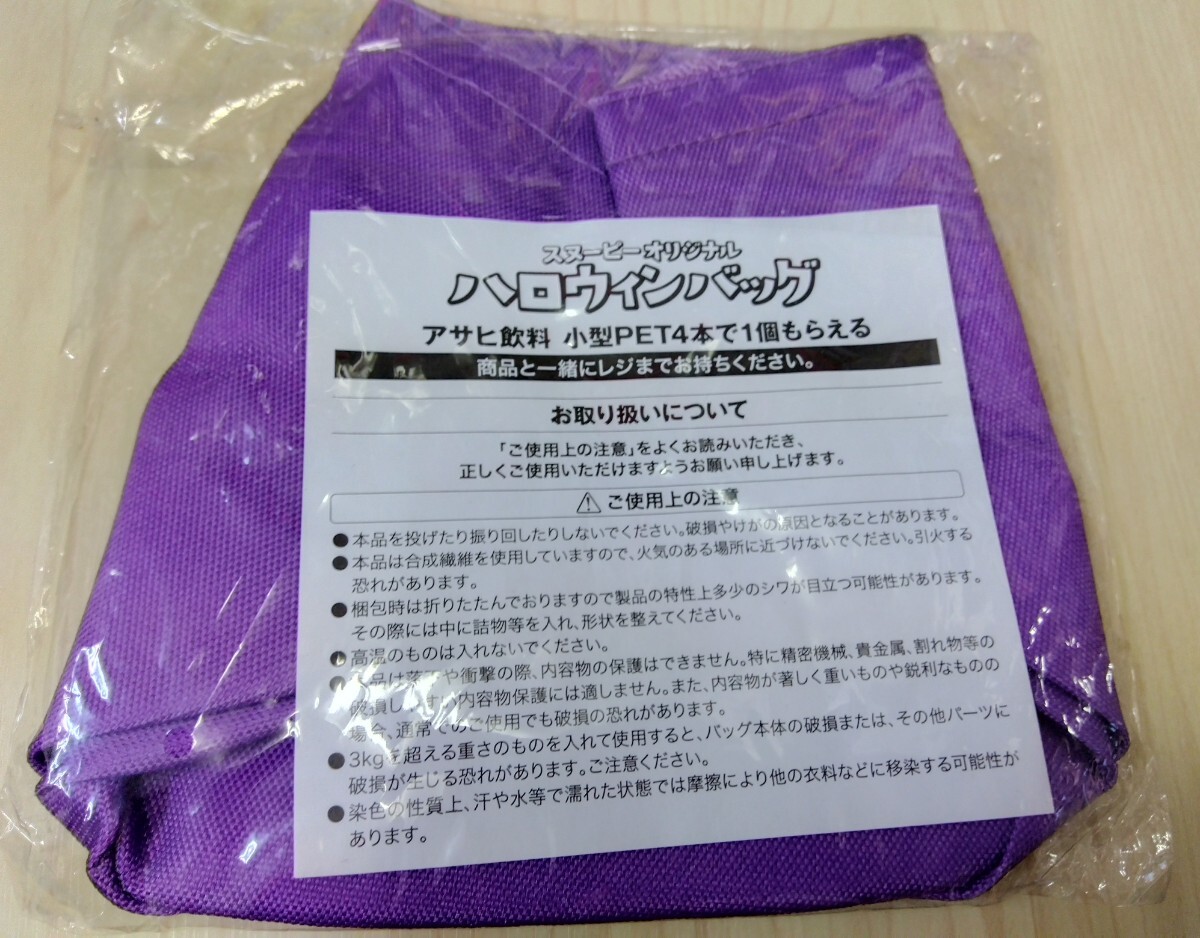 スヌーピーオリジナル
ハロウィンバッグ
アサヒ飲料 小型PET4本で1個もらえる
商品と一緒にレジまでお持ちください。
お取り扱いについて
「ご使用上の注意」をよくお読みいただき、
正しくご使用いただけますようお願い申し上げます。
⚠ ご使用上の注意
●本品を投げたり振り回したりしないでください。破損やけがの原因となることがあります。
●本品は合成繊維を使用していますので、火気のある場所に近づけないでください。引火する
恐れがあります。
●梱包時は折りたたんでおりますので製品の特性上多少のシワが目立つ可能性があります。
その際には中に詰物等を入れ、形状を整えてください。
●高温のものは入れないでください。
●本品は落下や衝撃の際、内容物の保護はできません。特に精密機械、貴金属、割れ物等の
破損しやすい内容物保護には適しません。また、内容物が著しく重いものや鋭利なものの
場合、通常でのご使用でも破損の恐れがあります。
●3kgを超える重さのものを入れて使用すると、バッグ本体の破損または、その他パーツに
破損が生じる恐れがあります。ご注意ください。
●染色の性質上、汗や水等で濡れた状態では摩擦により他の衣料などに移染する可能性が
あります。